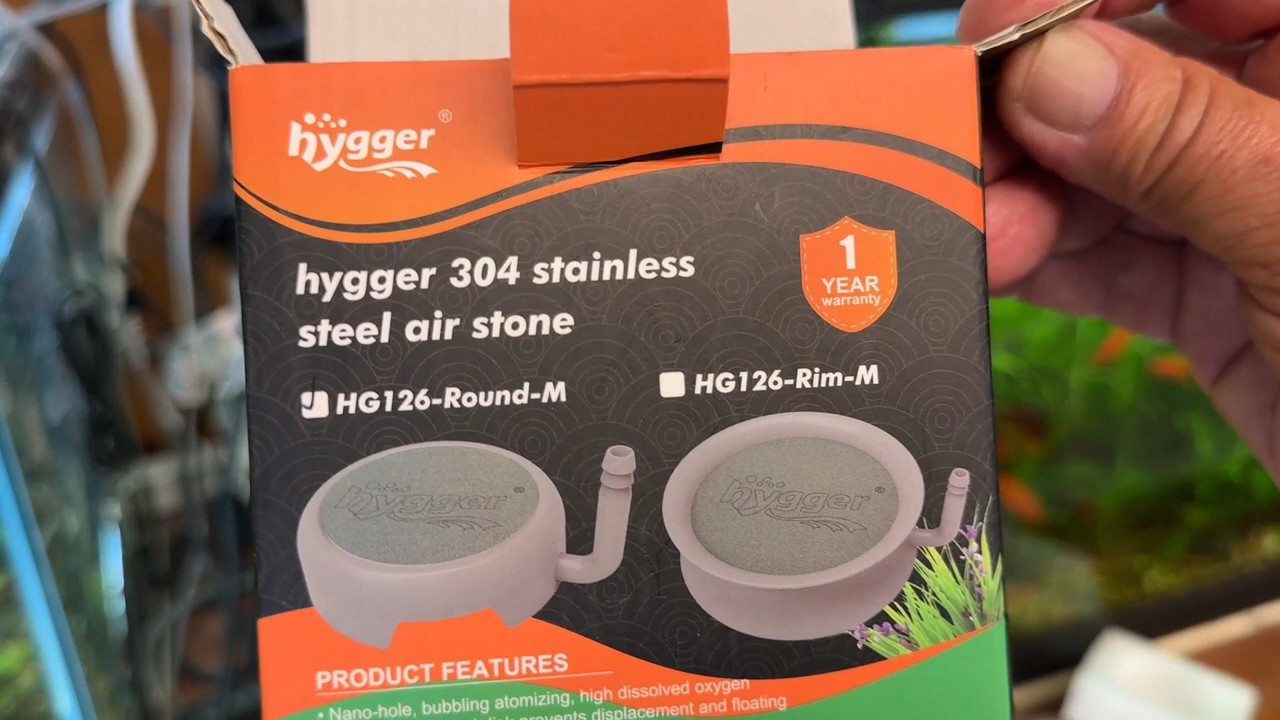 hygger®
hygger 304 stainless
steel air stone
1
YEAR
warranty
HG126-Round-M
HG126-Rim-M
hygger®
hygger®
PRODUCT FEATURES
• Nano-hole, bubbling atomizing, high dissolved oxygen
prevents displacement and floating